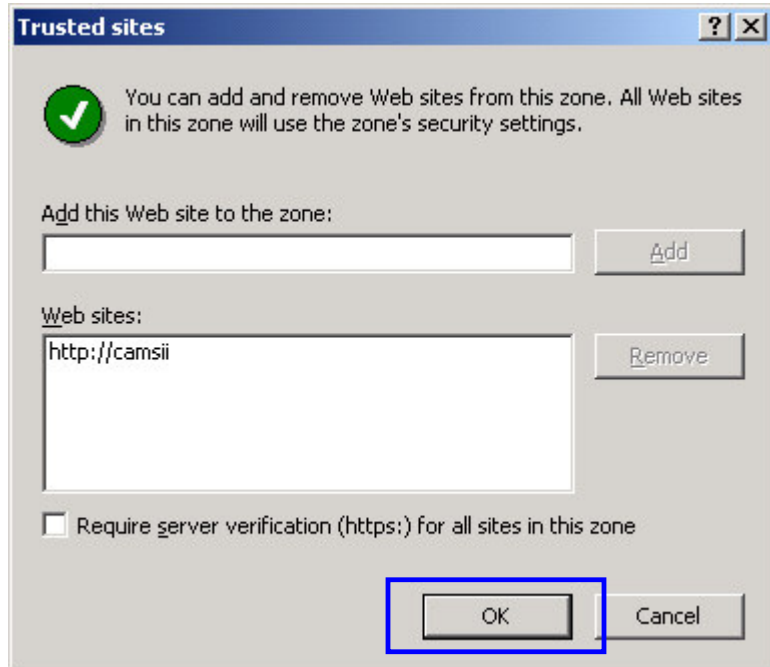 Trusted sites
You can add and remove Web sites from this zone. All Web sites
in this zone will use the zone's security settings.
Add this Web site to the zone:
Add
Web sites:
http://camsii
Remove
Require server verification (https:) for all sites in this zone
OK
Cancel